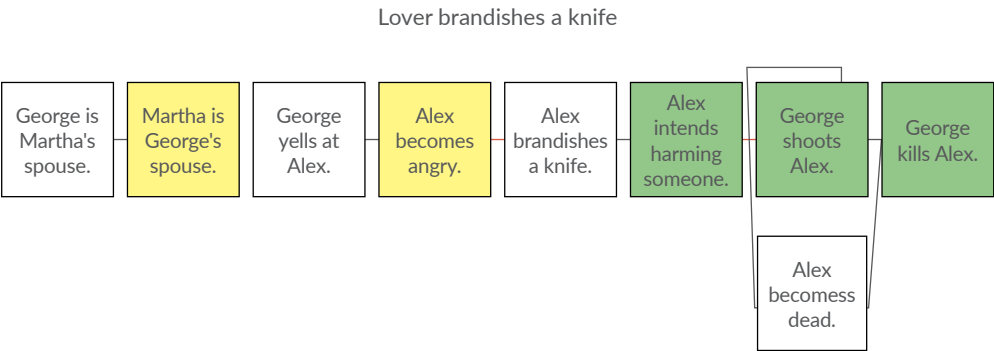 Lover brandishes a knife
George is
Martha's
spouse.
Martha is
George's
spouse.
George
yells at
Alex.
Alex
becomes
angry.
Alex
brandishes
a knife.
Alex
intends
harming
someone.
George
shoots
Alex.
George
kills Alex.
Alex
becomess
dead.